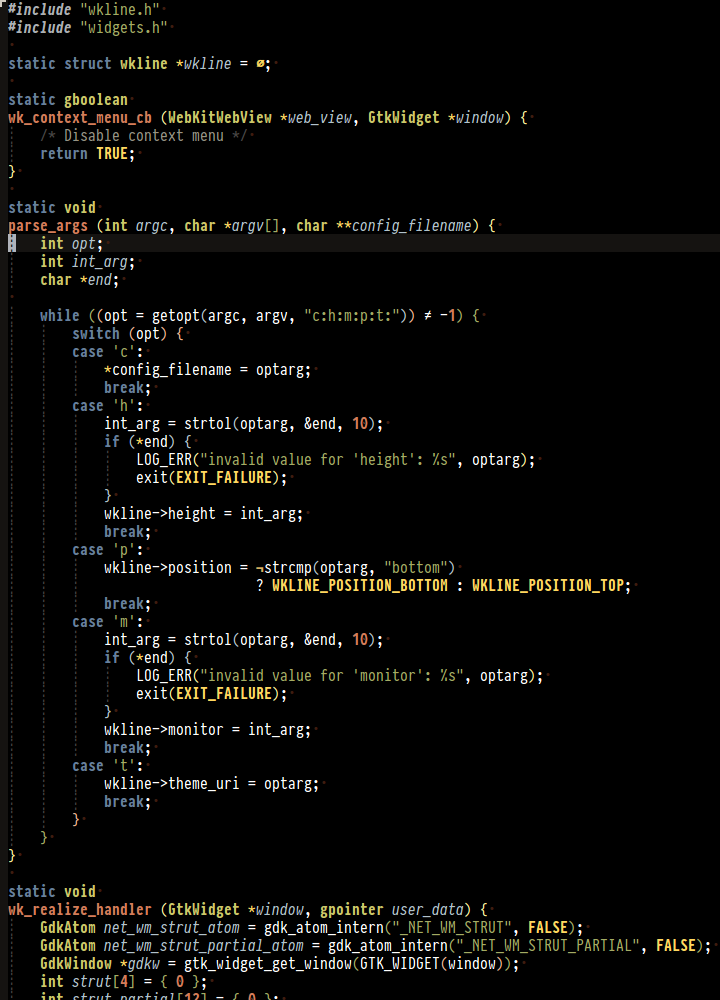 #include "wkline.h"
#include "widgets.h"

static struct wkline *wkline = ø;

static gboolean
wk_context_menu_cb (WebKitWebView *web_view, GtkWidget *window) {
    /* Disable context menu */
    return TRUE;
}

static void
parse_args (int argc, char *argv[], char **config_filename) {
    int opt;
    int int_arg;
    char *end;

    while ((opt = getopt(argc, argv, "c:h:m:p:t:")) ≠ −1) {
        switch (opt) {
        case 'c':
            *config_filename = optarg;
            break;
        case 'h':
            int_arg = strtol(optarg, &end, 10);
            if (*end) {
                LOG_ERR("invalid value for 'height': %s", optarg);
                exit(EXIT_FAILURE);
            }
            wkline->height = int_arg;
            break;
        case 'p':
            wkline->position = ¬strcmp(optarg, "bottom")
                               ? WKLINE_POSITION_BOTTOM : WKLINE_POSITION_TOP;
            break;
        case 'm':
            int_arg = strtol(optarg, &end, 10);
            if (*end) {
                LOG_ERR("invalid value for 'monitor': %s", optarg);
                exit(EXIT_FAILURE);
            }
            wkline->monitor = int_arg;
            break;
        case 't':
            wkline->theme_uri = optarg;
            break;
        }
    }
}

static void
wk_realize_handler (GtkWidget *window, gpointer user_data) {
    GdkAtom net_wm_strut_atom = gdk_atom_intern("_NET_WM_STRUT", FALSE);
    GdkAtom net_wm_strut_partial_atom = gdk_atom_intern("_NET_WM_STRUT_PARTIAL", FALSE);
    GdkWindow *gdkw = gtk_widget_get_window(GTK_WIDGET(window));
    int strut[4] = { 0 };
    int strut_partial[12] = { 0 };